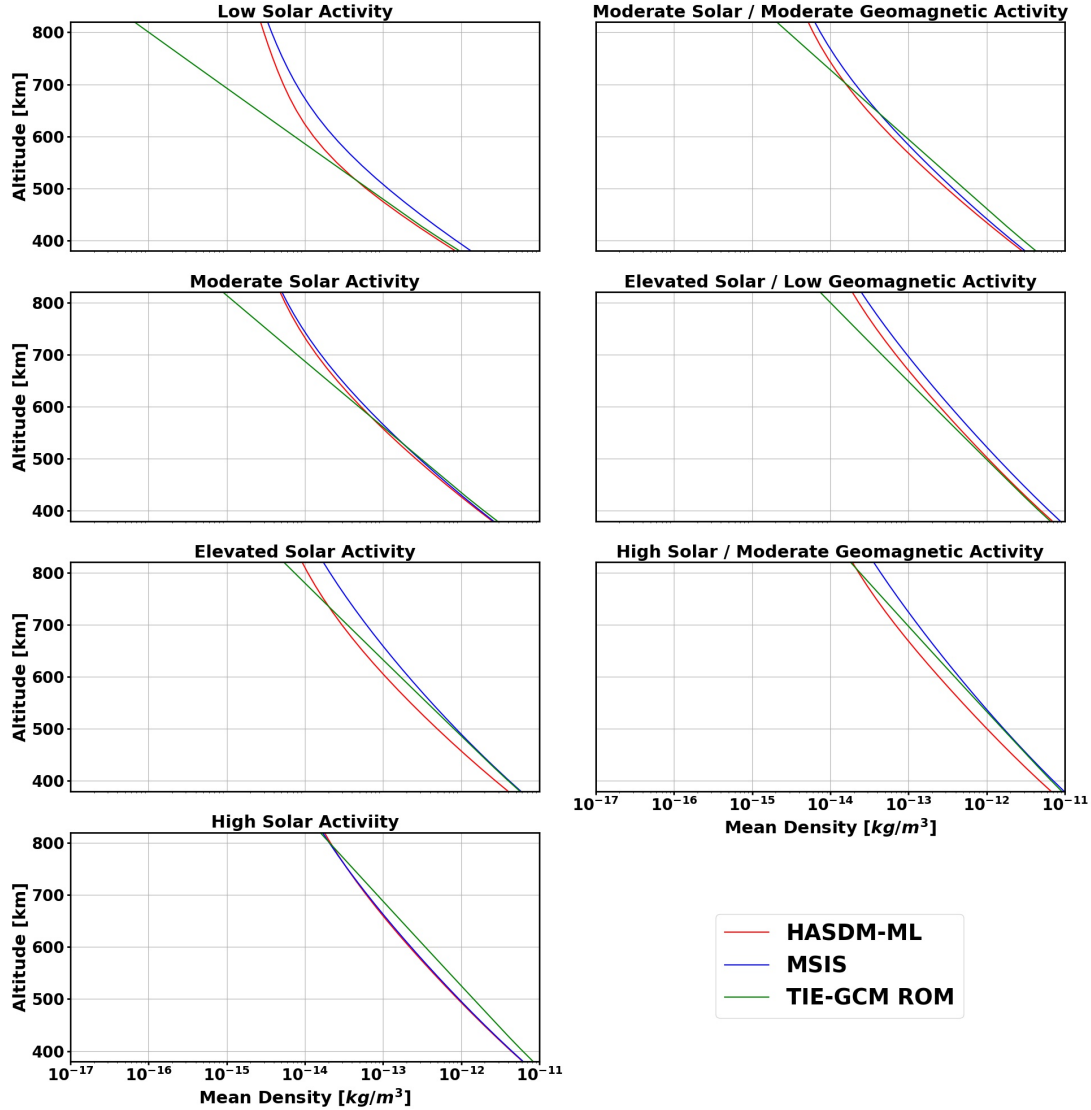 Low Solar Activity
Altitude [km]
800
700
600
500
400
Moderate Solar / Moderate Geomagnetic Activity
Moderate Solar Activity
Altitude [km]
800
700
600
500
400
Elevated Solar / Low Geomagnetic Activity
Elevated Solar Activity
Altitude [km]
800
700
600
500
400
High Solar / Moderate Geomagnetic Activity
10⁻¹⁷ 10⁻¹⁶ 10⁻¹⁵ 10⁻¹⁴ 10⁻¹³ 10⁻¹² 10⁻¹¹
Mean Density [kg/m³]
High Solar Activiity
Altitude [km]
800
700
600
500
400
10⁻¹⁷ 10⁻¹⁶ 10⁻¹⁵ 10⁻¹⁴ 10⁻¹³ 10⁻¹² 10⁻¹¹
Mean Density [kg/m³]
HASDM-ML
MSIS
TIE-GCM ROM